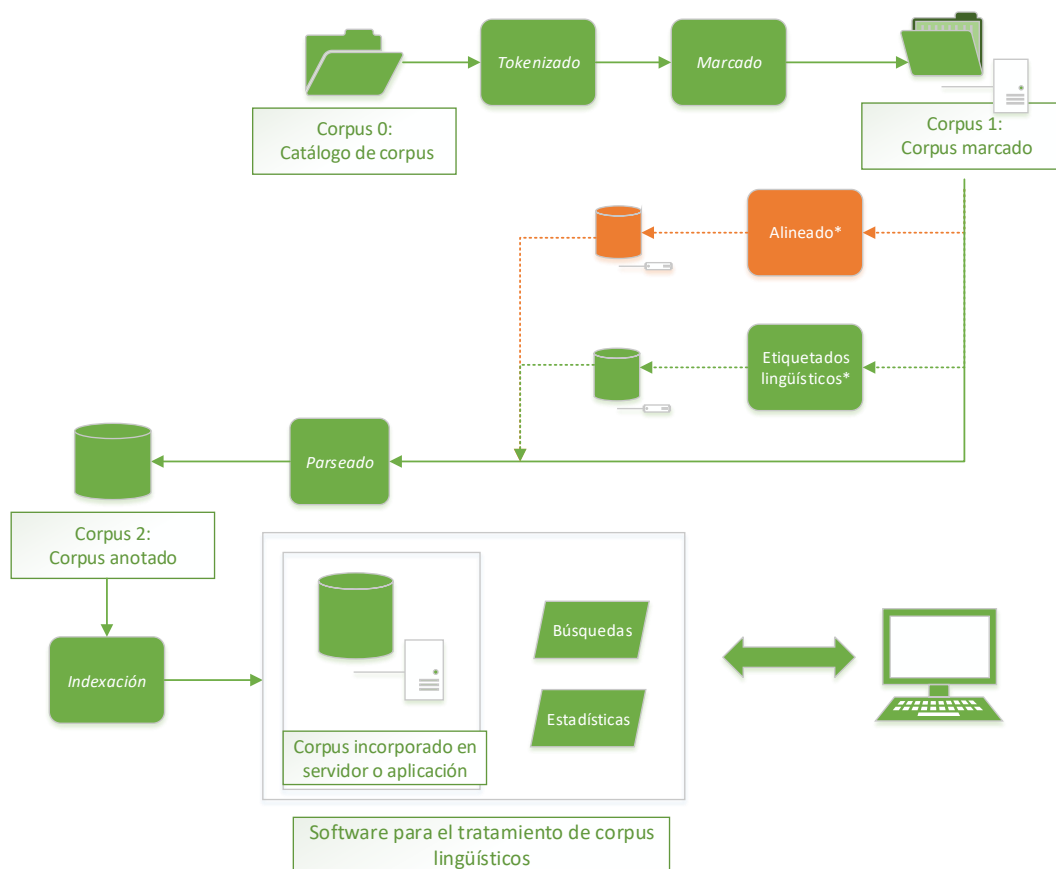 Tokenizado
Marcado
Corpus 0:
Catálogo de corpus
Corpus 1:
Corpus marcado
Alineado*
Etiquetados
lingüísticos*
Parseado
Corpus 2:
Corpus anotado
Indexación
Búsquedas
Estadísticas
Corpus incorporado en
servidor o aplicación
Software para el tratamiento de corpus
lingüísticos